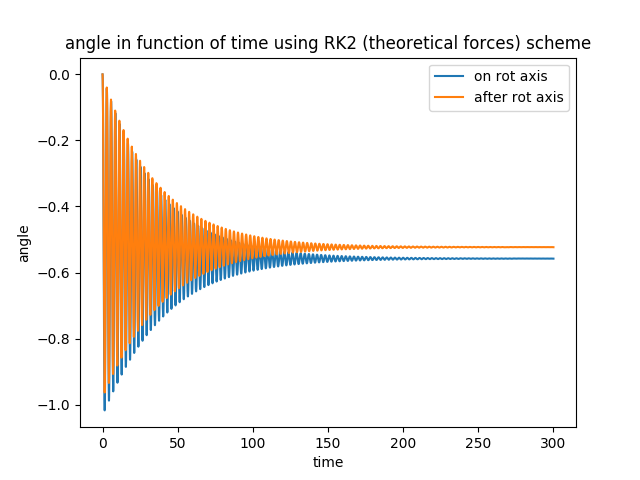 angle in function of time using RK2 (theoretical forces) scheme
on rot axis
after rot axis
0.0
−0.2
−0.4
−0.6
−0.8
−1.0
angle
0
50
100
150
200
250
300
time